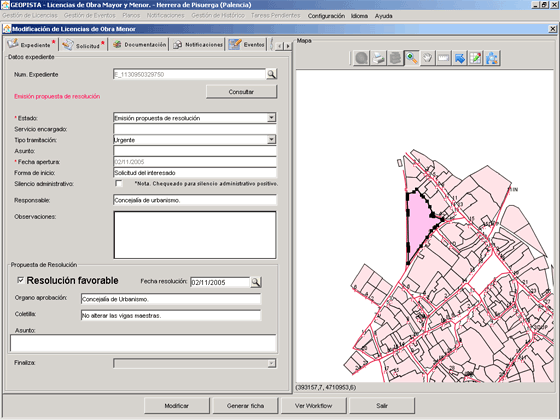 GEOPISTA - Licencias de Obra Mayor y Menor. - Herrera de Pisuerga (Palencia)
Gestión de Licencias Gestión de Eventos Planos Notificaciones Gestión de Histórico Tareas Pendientes Configuración Idioma Ayuda
Modificación de Licencias de Obra Menor
Expediente * Solicitud * Documentación Notificaciones Eventos
Mapa
Datos expediente
Num. Expediente E_1130950329750
Emisión propuesta de resolución Consultar
* Estado: Emisión propuesta de resolución
Servicio encargado:
Tipo tramitación: Urgente
Asunto:
* Fecha apertura: 02/11/2005
Forma de inicio: Solicitud del interesado
Silencio administrativo: *Nota. Chequeado para silencio administrativo positivo.
Responsable: Concejalía de urbanismo.
Observaciones:
Propuesta de Resolución
Resolución favorable Fecha resolución: 02/11/2005
Organo aprobación: Concejalía de Urbanismo.
Coletilla: No alterar las vigas maestras.
Asunto:
Finaliza:
(393157,7, 4710953,6)
Modificar Generar ficha Ver Workflow Salir